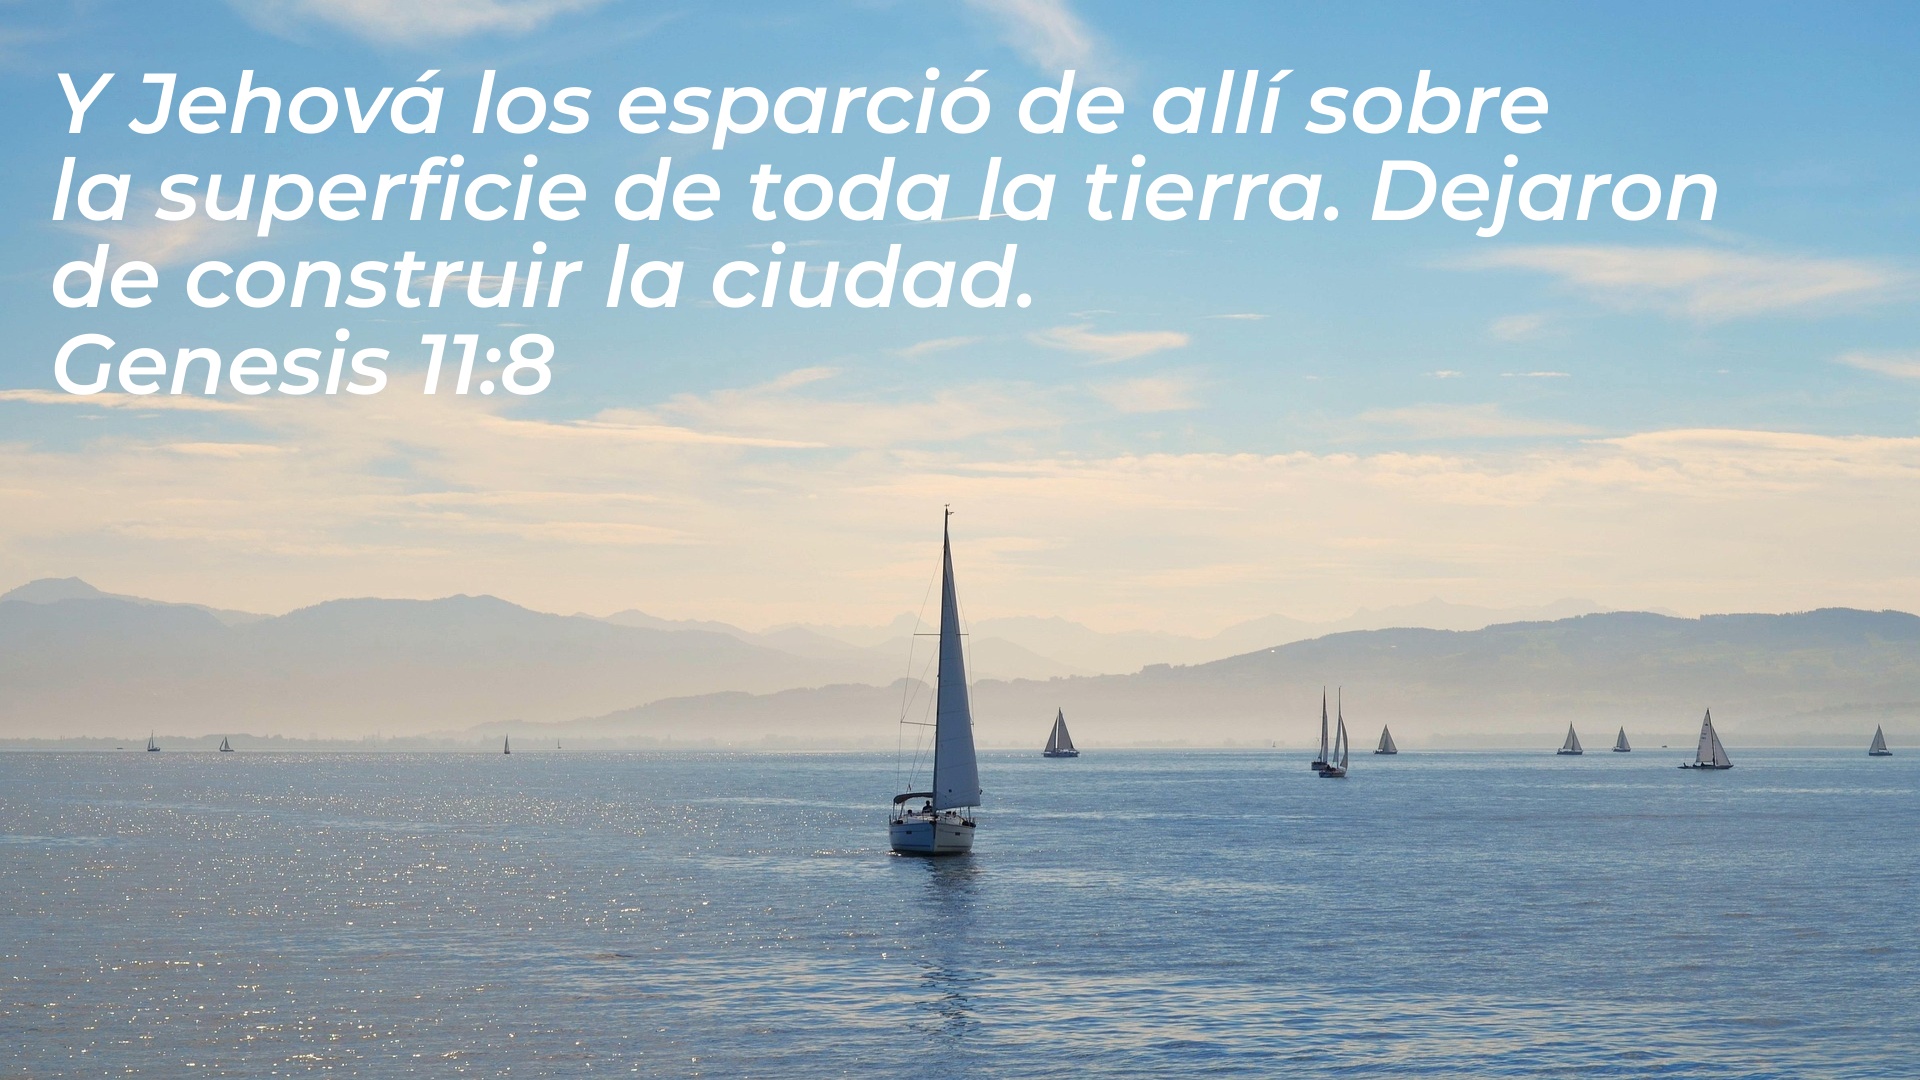 Y Jehová los esparció de allí sobre
la superficie de toda la tierra. Dejaron
de construir la ciudad.
Genesis 11:8